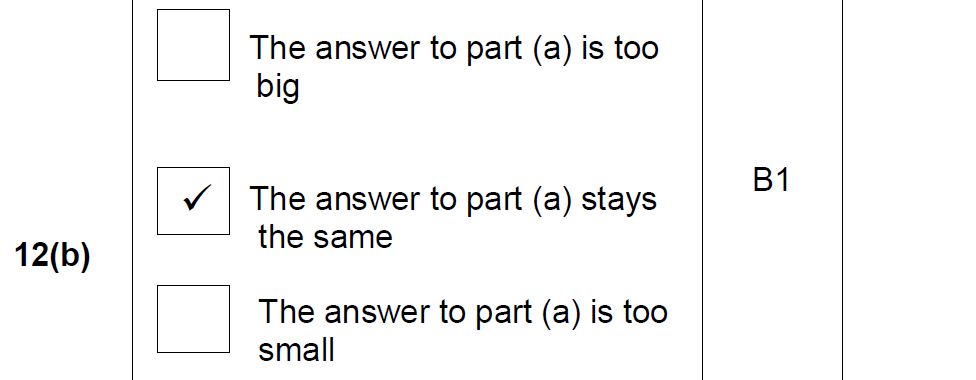 The answer to part (a) is too
big
B1
✓ The answer to part (a) stays
the same
12(b)
The answer to part (a) is too
small